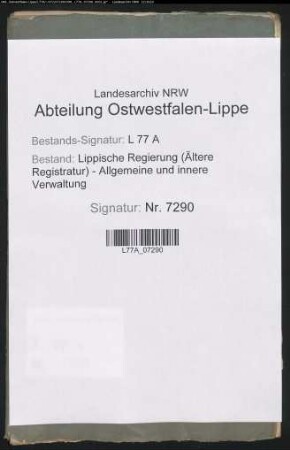 Landesarchiv NRW
Abteilung Ostwestfalen-Lippe
Bestands-Signatur: L 77 A
Bestand: Lippische Regierung (Ältere
Registratur) - Allgemeine und innere
Verwaltung
Signatur: Nr. 7290
L77A_07290